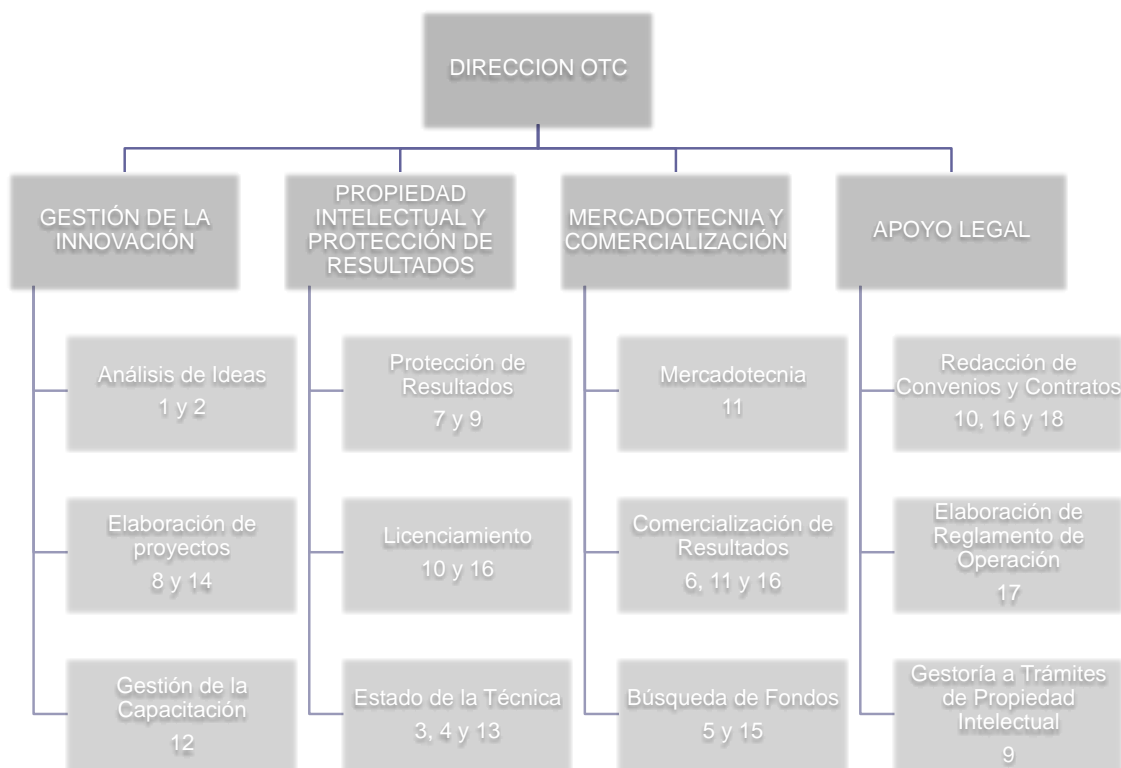 DIRECCION OTC
GESTIÓN DE LA
INNOVACIÓN
PROPIEDAD
INTELECTUAL Y
PROTECCIÓN DE
RESULTADOS
MERCADOTECNIA Y
COMERCIALIZACIÓN
APOYO LEGAL
Análisis de Ideas
1 y 2
Protección de
Resultados
7 y 9
Mercadotecnia
11
Redacción de
Convenios y Contratos
10, 16 y 18
Elaboración de
proyectos
8 y 14
Licenciamiento
10 y 16
Comercialización de
Resultados
6, 11 y 16
Elaboración de
Reglamento de
Operación
17
Gestión de la
Capacitación
12
Estado de la Técnica
3, 4 y 13
Búsqueda de Fondos
5 y 15
Gestoría a Trámites
de Propiedad
Intelectual
9